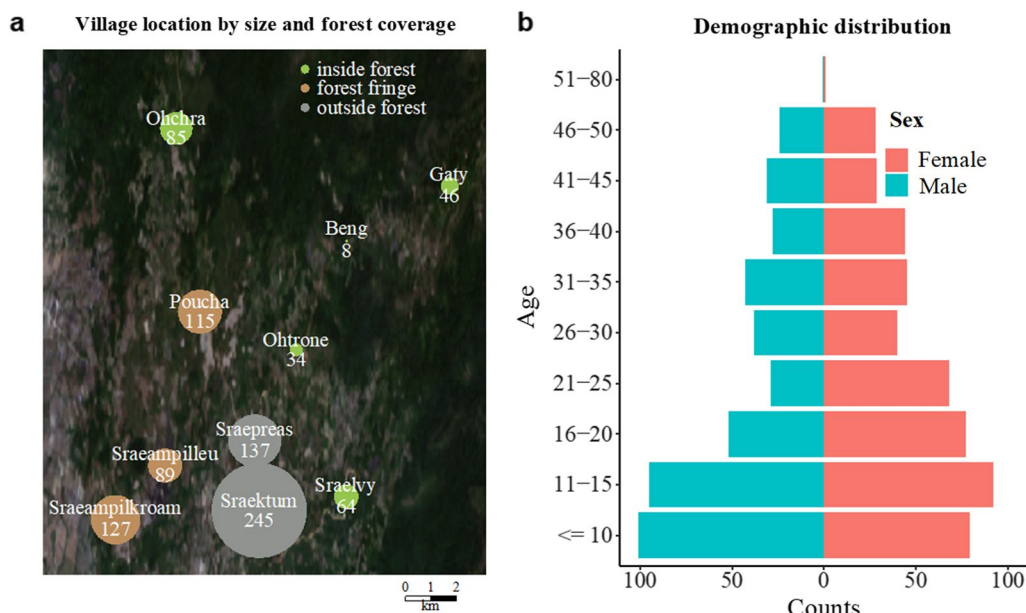 a
Village location by size and forest coverage
inside forest
forest fringe
outside forest
Ohchra
85
Gaty
46
Beng
8
Poucha
115
Ohtrone
34
Sraepreas
137
Sraeampilleu
89
Sraektum
245
Sraelvy
64
Sraeampilkroam
127
0 1 2
km
b
Demographic distribution
Age
51−80
46−50
41−45
36−40
31−35
26−30
21−25
16−20
11−15
<= 10
Sex
Female
Male
100 50 0 50 100
Counts